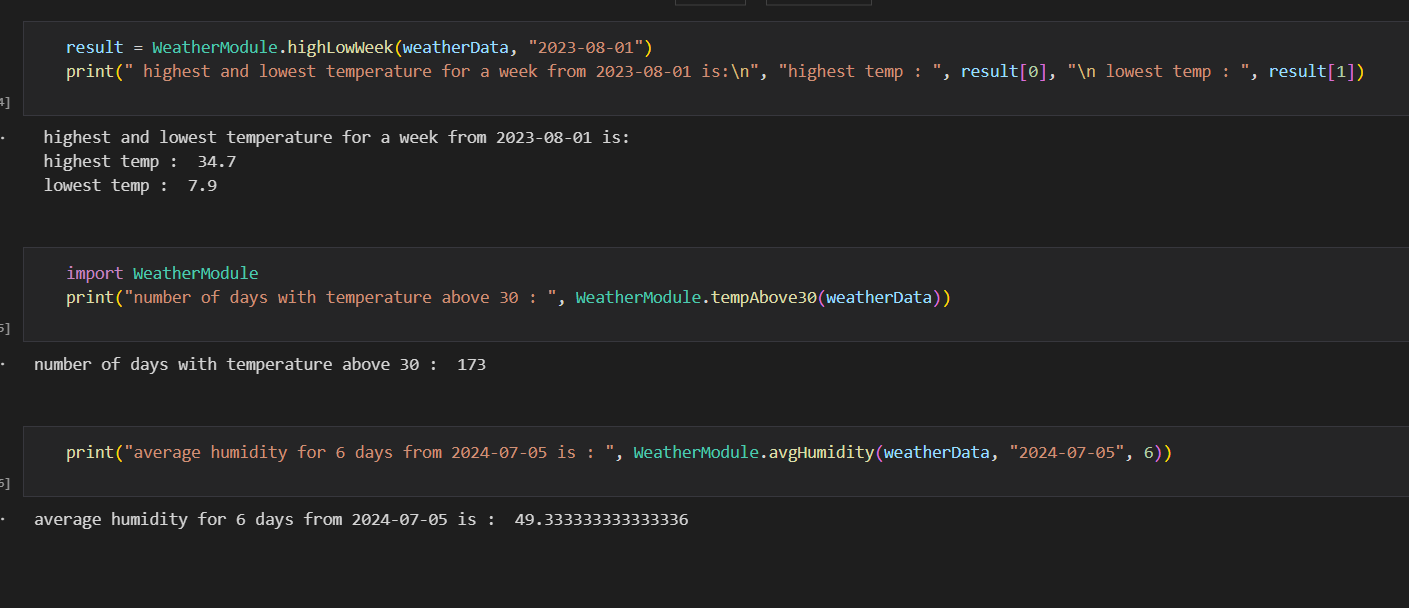 result = WeatherModule.highLowWeek(weatherData, "2023-08-01")
print(" highest and lowest temperature for a week from 2023-08-01 is:\n", "highest temp : ", result[0], "\n lowest temp : ", result[1])
4]
highest and lowest temperature for a week from 2023-08-01 is:
highest temp :  34.7
lowest temp :  7.9
import WeatherModule
print("number of days with temperature above 30 : ", WeatherModule.tempAbove30(weatherData))
5]
number of days with temperature above 30 :  173
print("average humidity for 6 days from 2024-07-05 is : ", WeatherModule.avgHumidity(weatherData, "2024-07-05", 6))
6]
average humidity for 6 days from 2024-07-05 is :  49.333333333333336